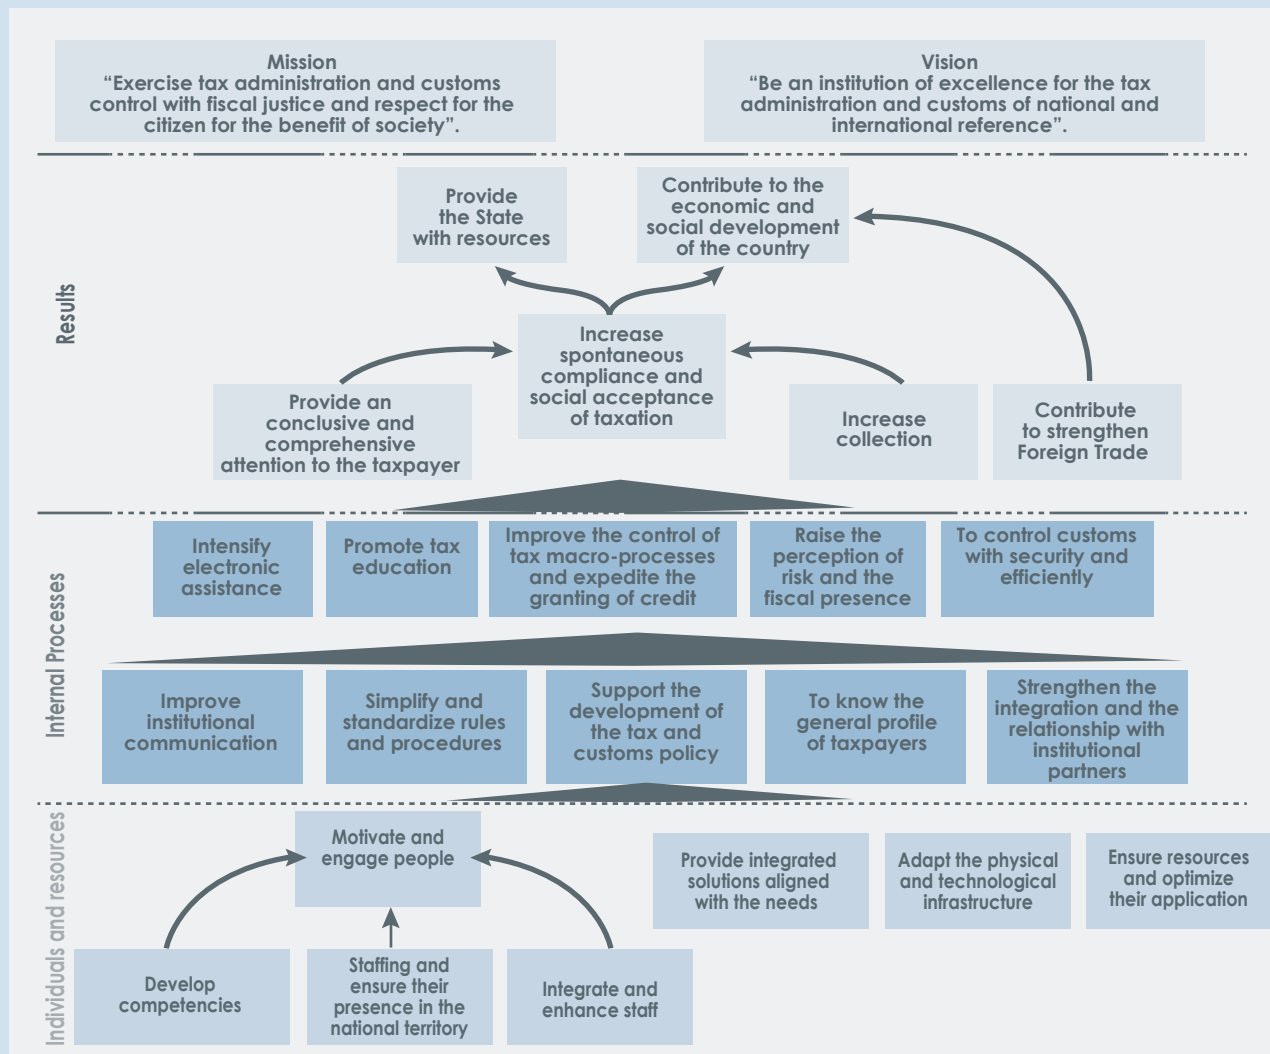 Mission
“Exercise tax administration and customs
control with fiscal justice and respect for the
citizen for the benefit of society”.
Vision
“Be an institution of excellence for the tax
administration and customs of national and
international reference”.
Results
Provide
the State
with resources
Contribute to the
economic and
social development
of the country
Increase
spontaneous
compliance and
social acceptance
of taxation
Provide an
conclusive and
comprehensive
attention to the taxpayer
Increase
collection
Contribute
to strengthen
Foreign Trade
Internal Processes
Intensify
electronic
assistance
Promote tax
education
Improve the control of
tax macro-processes
and expedite the
granting of credit
Raise the
perception of
risk and the
fiscal presence
To control customs
with security and
efficiently
Improve
institutional
communication
Simplify and
standardize rules
and procedures
Support the
development of
the tax and
customs policy
To know the
general profile
of taxpayers
Strengthen the
integration and the
relationship with
institutional
partners
Individuals and resources
Motivate and
engage people
Provide integrated
solutions aligned
with the needs
Adapt the physical
and technological
infrastructure
Ensure resources
and optimize
their application
Develop
competencies
Staffing and
ensure their
presence in the
national territory
Integrate and
enhance staff